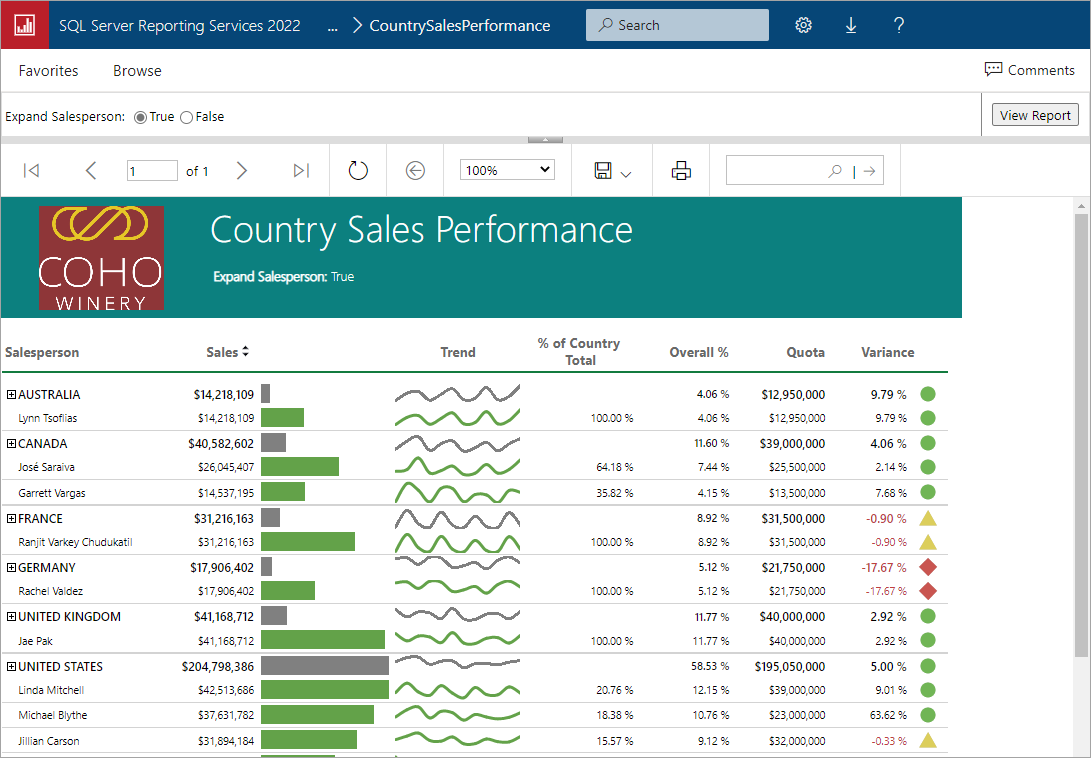 SQL Server Reporting Services 2022 ... > CountrySalesPerformance Search ?
Favorites Browse Comments
Expand Salesperson: True False View Report
1 of 1 100%
COHO
WINERY
Country Sales Performance
Expand Salesperson: True
Salesperson Sales Trend % of Country Total Overall % Quota Variance
AUSTRALIA $14,218,109 4.06 % $12,950,000 9.79 %
Lynn Tsoflias $14,218,109 100.00 % 4.06 % $12,950,000 9.79 %
CANADA $40,582,602 11.60 % $39,000,000 4.06 %
José Saraiva $26,045,407 64.18 % 7.44 % $25,500,000 2.14 %
Garrett Vargas $14,537,195 35.82 % 4.15 % $13,500,000 7.68 %
FRANCE $31,216,163 8.92 % $31,500,000 -0.90 %
Ranjit Varkey Chudukatil $31,216,163 100.00 % 8.92 % $31,500,000 -0.90 %
GERMANY $17,906,402 5.12 % $21,750,000 -17.67 %
Rachel Valdez $17,906,402 100.00 % 5.12 % $21,750,000 -17.67 %
UNITED KINGDOM $41,168,712 11.77 % $40,000,000 2.92 %
Jae Pak $41,168,712 100.00 % 11.77 % $40,000,000 2.92 %
UNITED STATES $204,798,386 58.53 % $195,050,000 5.00 %
Linda Mitchell $42,513,686 20.76 % 12.15 % $39,000,000 9.01 %
Michael Blythe $37,631,782 18.38 % 10.76 % $23,000,000 63.62 %
Jillian Carson $31,894,184 15.57 % 9.12 % $32,000,000 -0.33 %